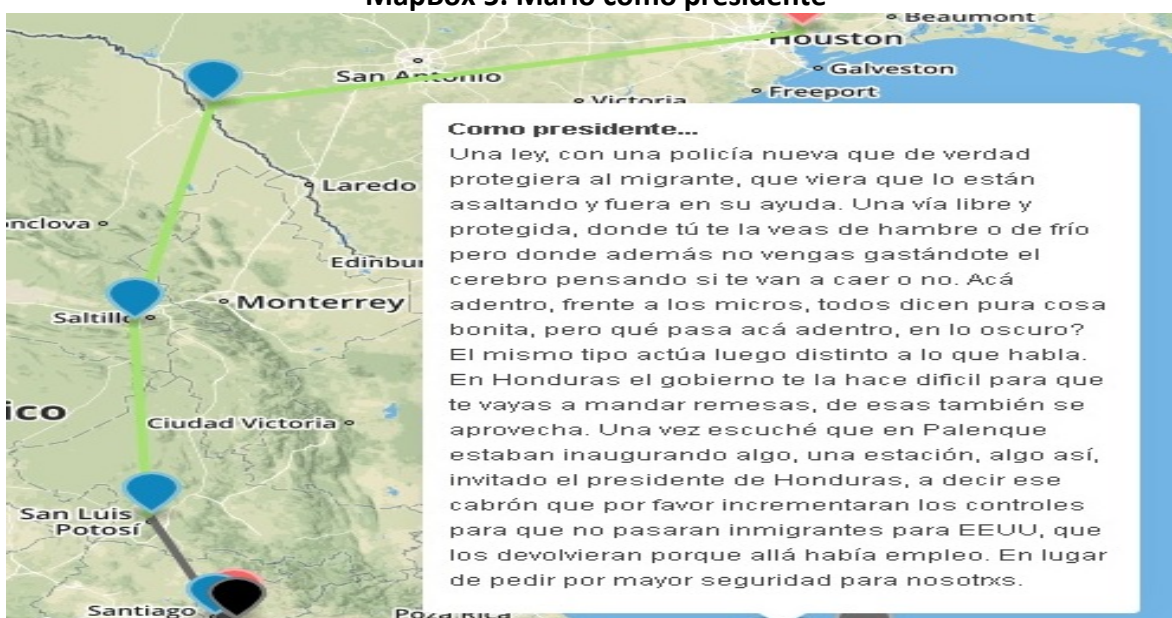 MapBox 5: Mario como presidente
Beaumont
Houston
San Antonio
Galveston
Freeport
Victoria
Como presidente...
Una ley, con una policía nueva que de verdad
protegiera al migrante, que viera que lo están
Laredo
asaltando y fuera en su ayuda. Una vía libre y
protegida, donde tú te la veas de hambre o de frío
nclova
Edinbur
pero donde además no vengas gastándote el
cerebro pensando si te van a caer o no. Acá
Monterrey
adentro, frente a los micros, todos dicen pura cosa
Saltillo
bonita, pero qué pasa acá adentro, en lo oscuro?
El mismo tipo actúa luego distinto a lo que habla.
En Honduras el gobierno te la hace dificil para que
ico
te vayas a mandar remesas, de esas también se
Ciudad Victoria
aprovecha. Una vez escuché que en Palenque
estaban inaugurando algo, una estación, algo así,
invitado el presidente de Honduras, a decir ese
cabrón que por favor incrementaran los controles
San Luis
Potosí
para que no pasaran inmigrantes para EEUU, que
los devolvieran porque allá había empleo. En lugar
de pedir por mayor seguridad para nosotrxs.
Santiago
Poza Rica